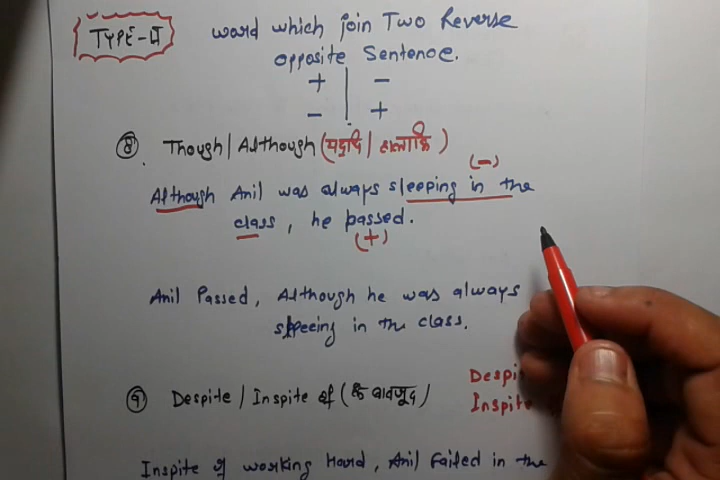 TYPE-II word which join Two Reverse
opposite Sentence.
+ | -
- | +
⑧ Though / Although (यद्यपि / हालांकि)
(-)
Although Anil was always sleeping in the
class, he passed.
(+)
Anil Passed, Although he was always
sleeping in the class.
⑨ Despite / Inspite of (के बावजूद) Despi
Inspite
Inspite of working Hard, Anil Failed in the